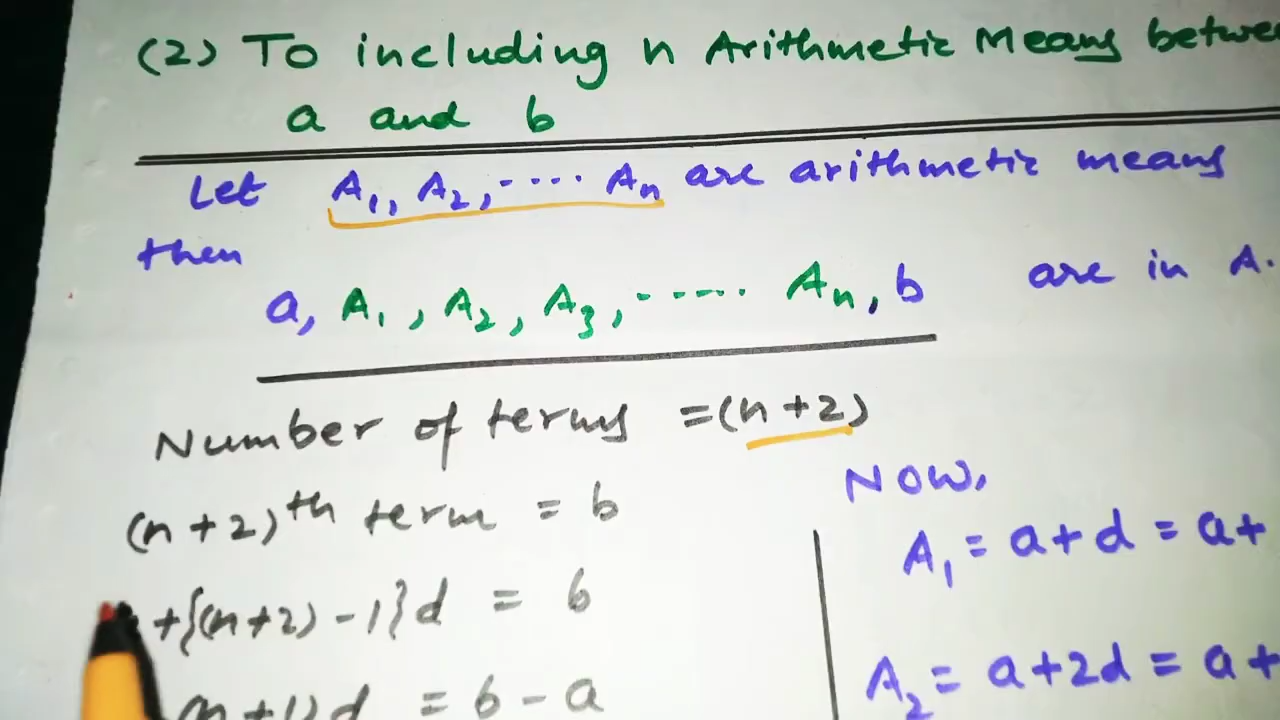 (2) To including n Arithmetic Means
a and b
Let A₁, A₂, ..... Aₙ are arithmetic means
then
a, A₁, A₂, A₃, ...... Aₙ, b are in A.
Number of terms = (n+2)
(n+2)ᵗʰ term = b
+{(n+2) -1}d = b
n+1)d = b - a
Now,
A₁ = a+d = a+
A₂ = a+2d = a+